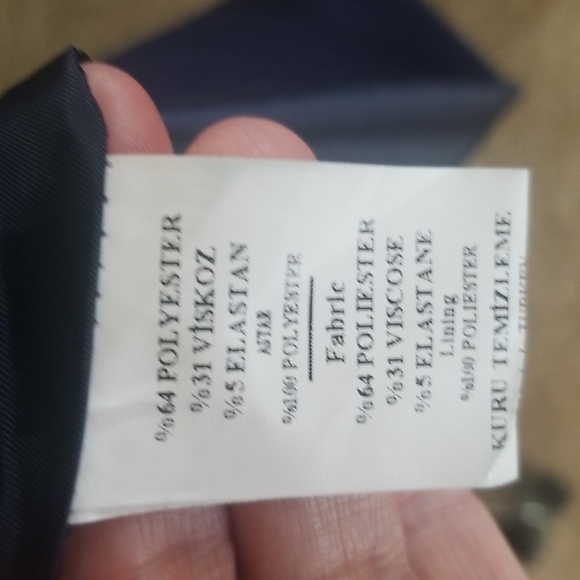 %64 POLYESTER
%31 VİSKOZ
%5 ELASTAN
ASTAR
%100 POLYESTER
Fabric
%64 POLIESTER
%31 VISCOSE
%5 ELASTANE
Lining
%100 POLIESTER
KURU TEMİZLEME